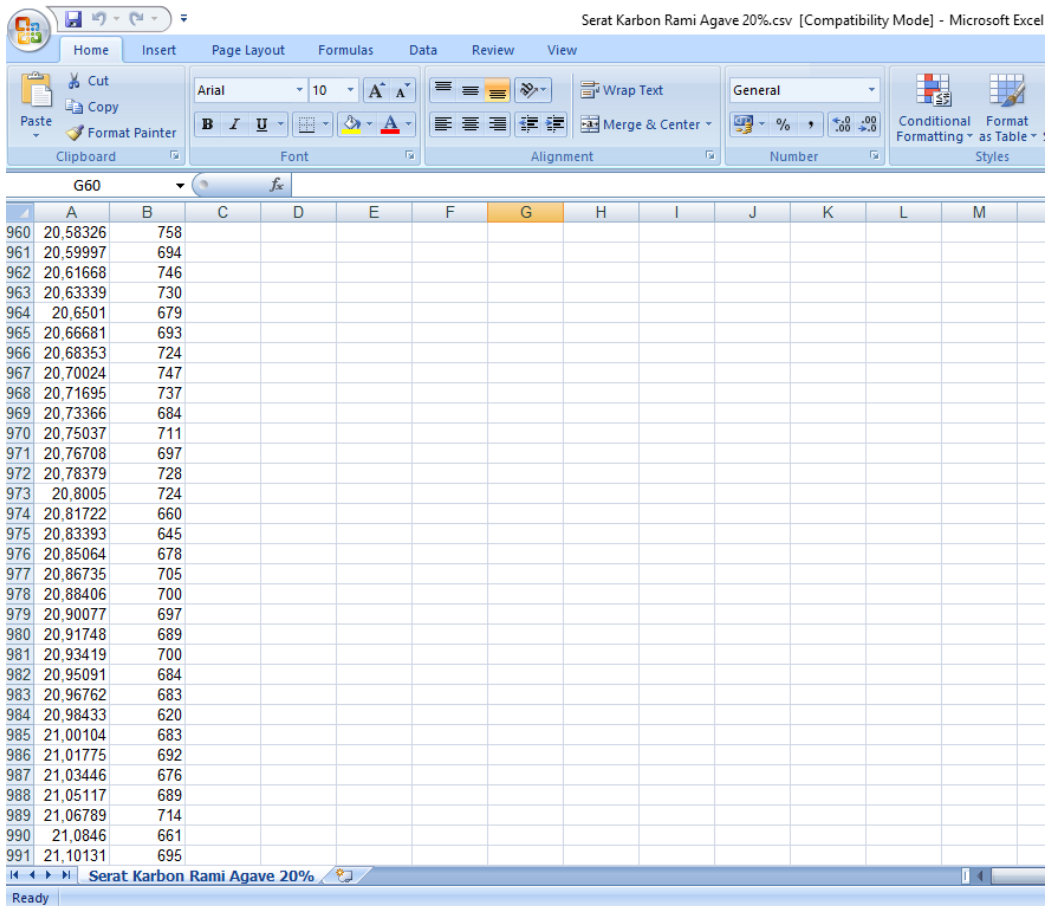 Serat Karbon Rami Agave 20%.csv [Compatibility Mode] - Microsoft Excel
Home Insert Page Layout Formulas Data Review View
Paste
Cut
Copy
Format Painter
Clipboard
Arial 10 A A
B I U A
Font
Wrap Text
Merge & Center
Alignment
General
% , .0 .00 .00 .0
Number
Conditional Formatting
Format as Table
Styles
G60 fx
A B C D E F G H I J K L M
960 20,58326 758
961 20,59997 694
962 20,61668 746
963 20,63339 730
964 20,6501 679
965 20,66681 693
966 20,68353 724
967 20,70024 747
968 20,71695 737
969 20,73366 684
970 20,75037 711
971 20,76708 697
972 20,78379 728
973 20,8005 724
974 20,81722 660
975 20,83393 645
976 20,85064 678
977 20,86735 705
978 20,88406 700
979 20,90077 697
980 20,91748 689
981 20,93419 700
982 20,95091 684
983 20,96762 683
984 20,98433 620
985 21,00104 683
986 21,01775 692
987 21,03446 676
988 21,05117 689
989 21,06789 714
990 21,0846 661
991 21,10131 695
Serat Karbon Rami Agave 20%
Ready